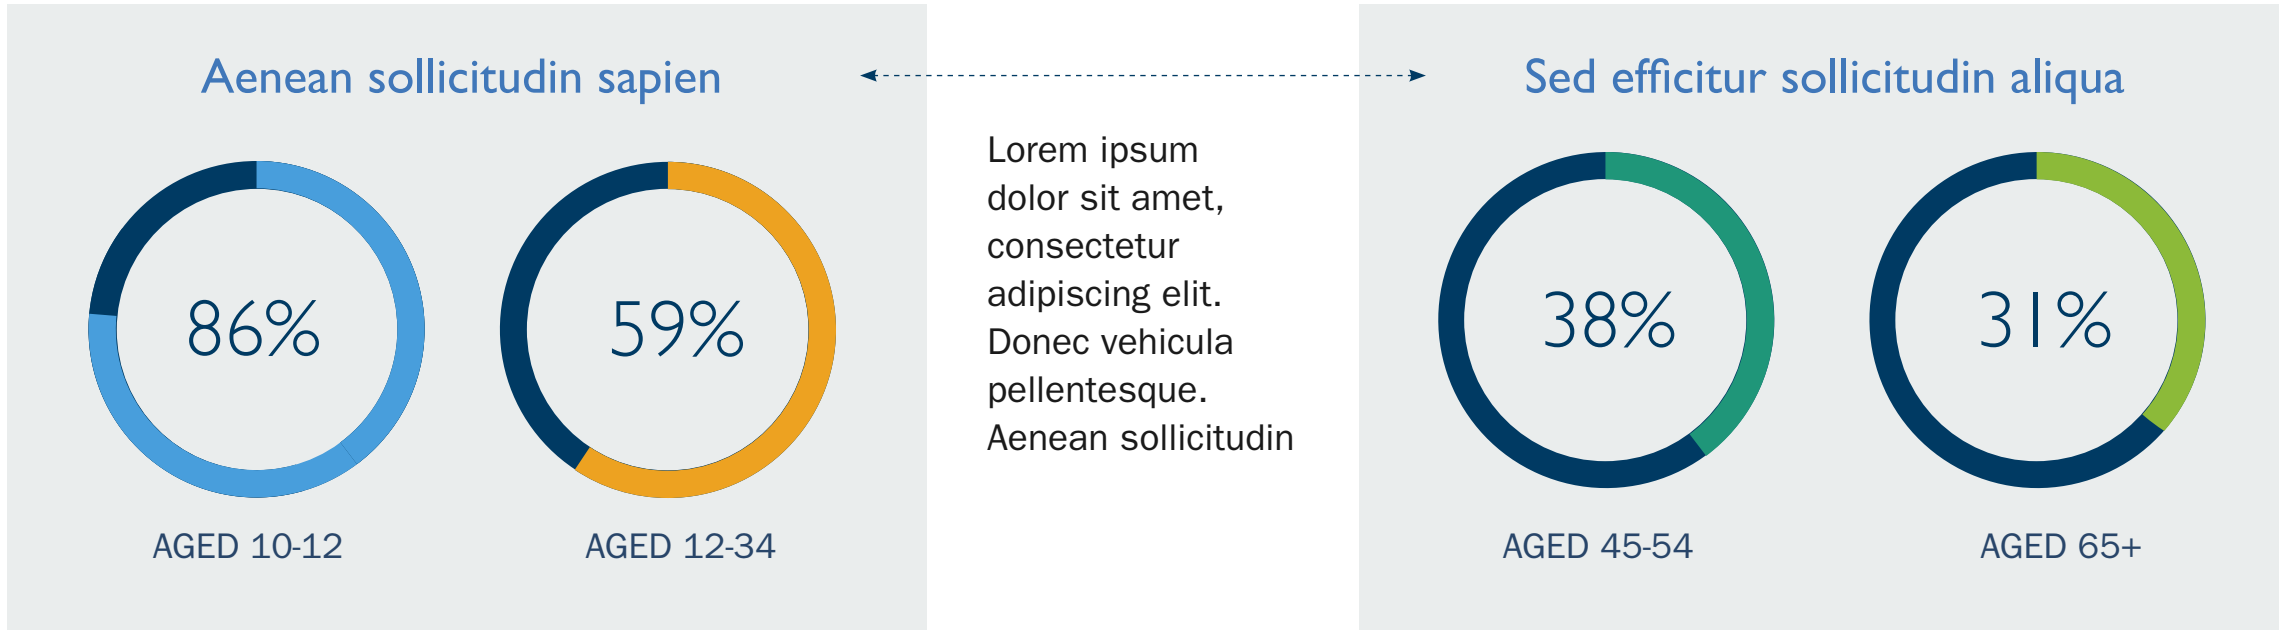 Aenean sollicitudin sapien
86%
59%
AGED 10-12
AGED 12-34
Lorem ipsum
dolor sit amet,
consectetur
adipiscing elit.
Donec vehicula
pellentesque.
Aenean sollicitudin
Sed efficitur sollicitudin aliqua
38%
31%
AGED 45-54
AGED 65+